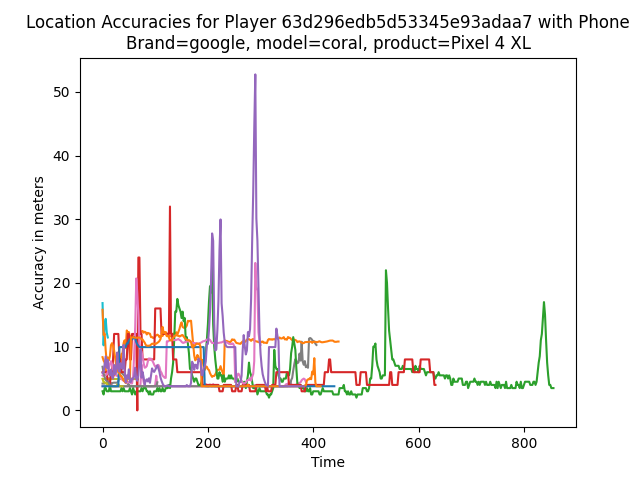 Location Accuracies for Player 63d296edb5d53345e93adaa7 with Phone
Brand=google, model=coral, product=Pixel 4 XL
Accuracy in meters
50
40
30
20
10
0
0 200 400 600 800
Time